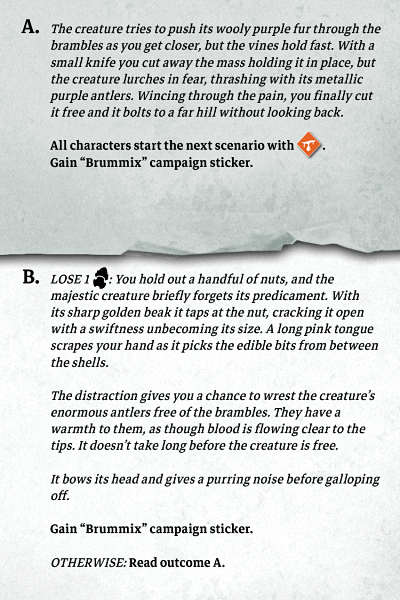 A. The creature tries to push its wooly purple fur through the
brambles as you get closer, but the vines hold fast. With a
small knife you cut away the mass holding it in place, but
the creature lurches in fear, thrashing with its metallic
purple antlers. Wincing through the pain, you finally cut
it free and it bolts to a far hill without looking back.
All characters start the next scenario with .
Gain “Brummix” campaign sticker.
B. LOSE 1 : You hold out a handful of nuts, and the
majestic creature briefly forgets its predicament. With
its sharp golden beak it taps at the nut, cracking it open
with a swiftness unbecoming its size. A long pink tongue
scrapes your hand as it picks the edible bits from between
the shells.
The distraction gives you a chance to wrest the creature’s
enormous antlers free of the brambles. They have a
warmth to them, as though blood is flowing clear to the
tips. It doesn’t take long before the creature is free.
It bows its head and gives a purring noise before galloping
off.
Gain “Brummix” campaign sticker.
OTHERWISE: Read outcome A.